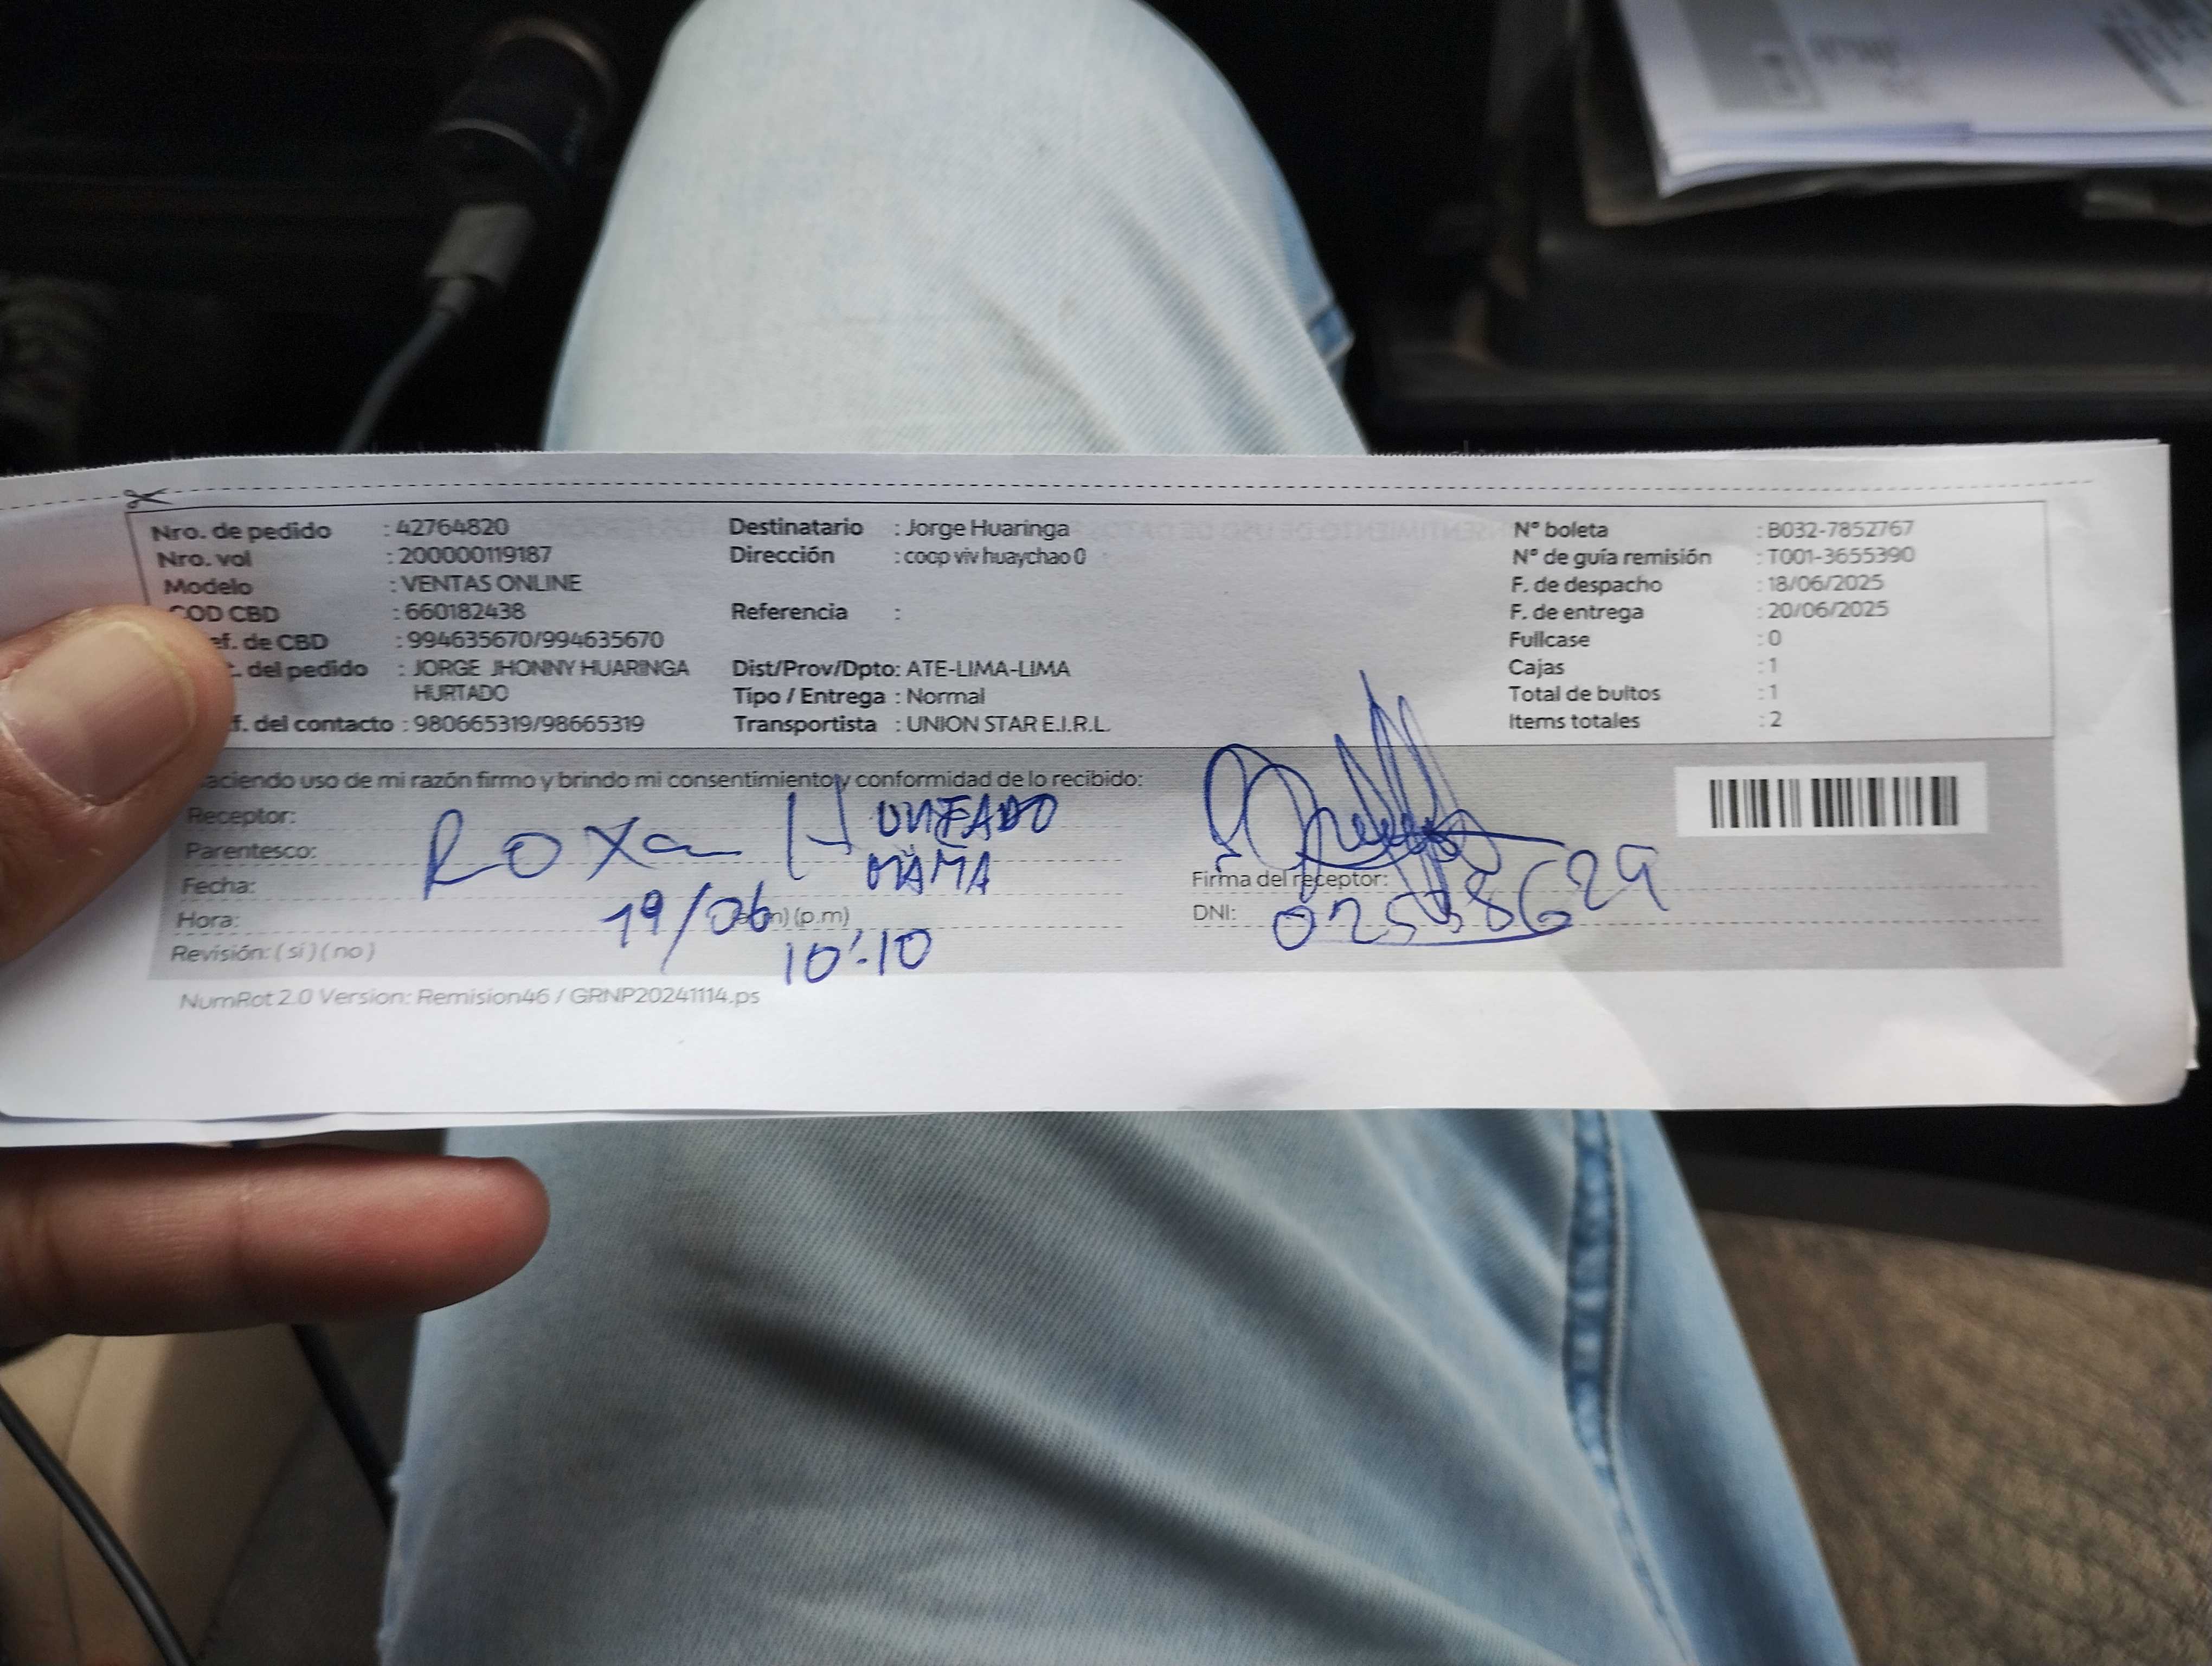 Nro. de pedido : 42764820
Nro. vol : 200000119187
Modelo : VENTAS ONLINE
COD CBD : 660182438
ef. de CBD : 994635670/994635670
t. del pedido : JORGE JHONNY HUARINGA
HURTADO
f. del contacto : 980665319/98665319
Destinatario : Jorge Huaringa
Dirección : coop viv huaychao 0
Referencia :
Dist/Prov/Dpto: ATE-LIMA-LIMA
Tipo / Entrega : Normal
Transportista : UNION STAR E.I.R.L.
N° boleta : B032-7852767
N° de guía remisión : T001-3655390
F. de despacho : 18/06/2025
F. de entrega : 20/06/2025
Fullcase : 0
Cajas : 1
Total de bultos : 1
Items totales : 2
aciendo uso de mi razón firmo y brindo mi consentimiento y conformidad de lo recibido:
Receptor: Roxa
Parentesco: MAMA
Fecha: 19/06
Hora: 10:10 (p.m)
Revisión: ( si ) ( no )
Firma del receptor:
DNI:
NumRot 2.0 Version: Remision46 / GRNP20241114.ps